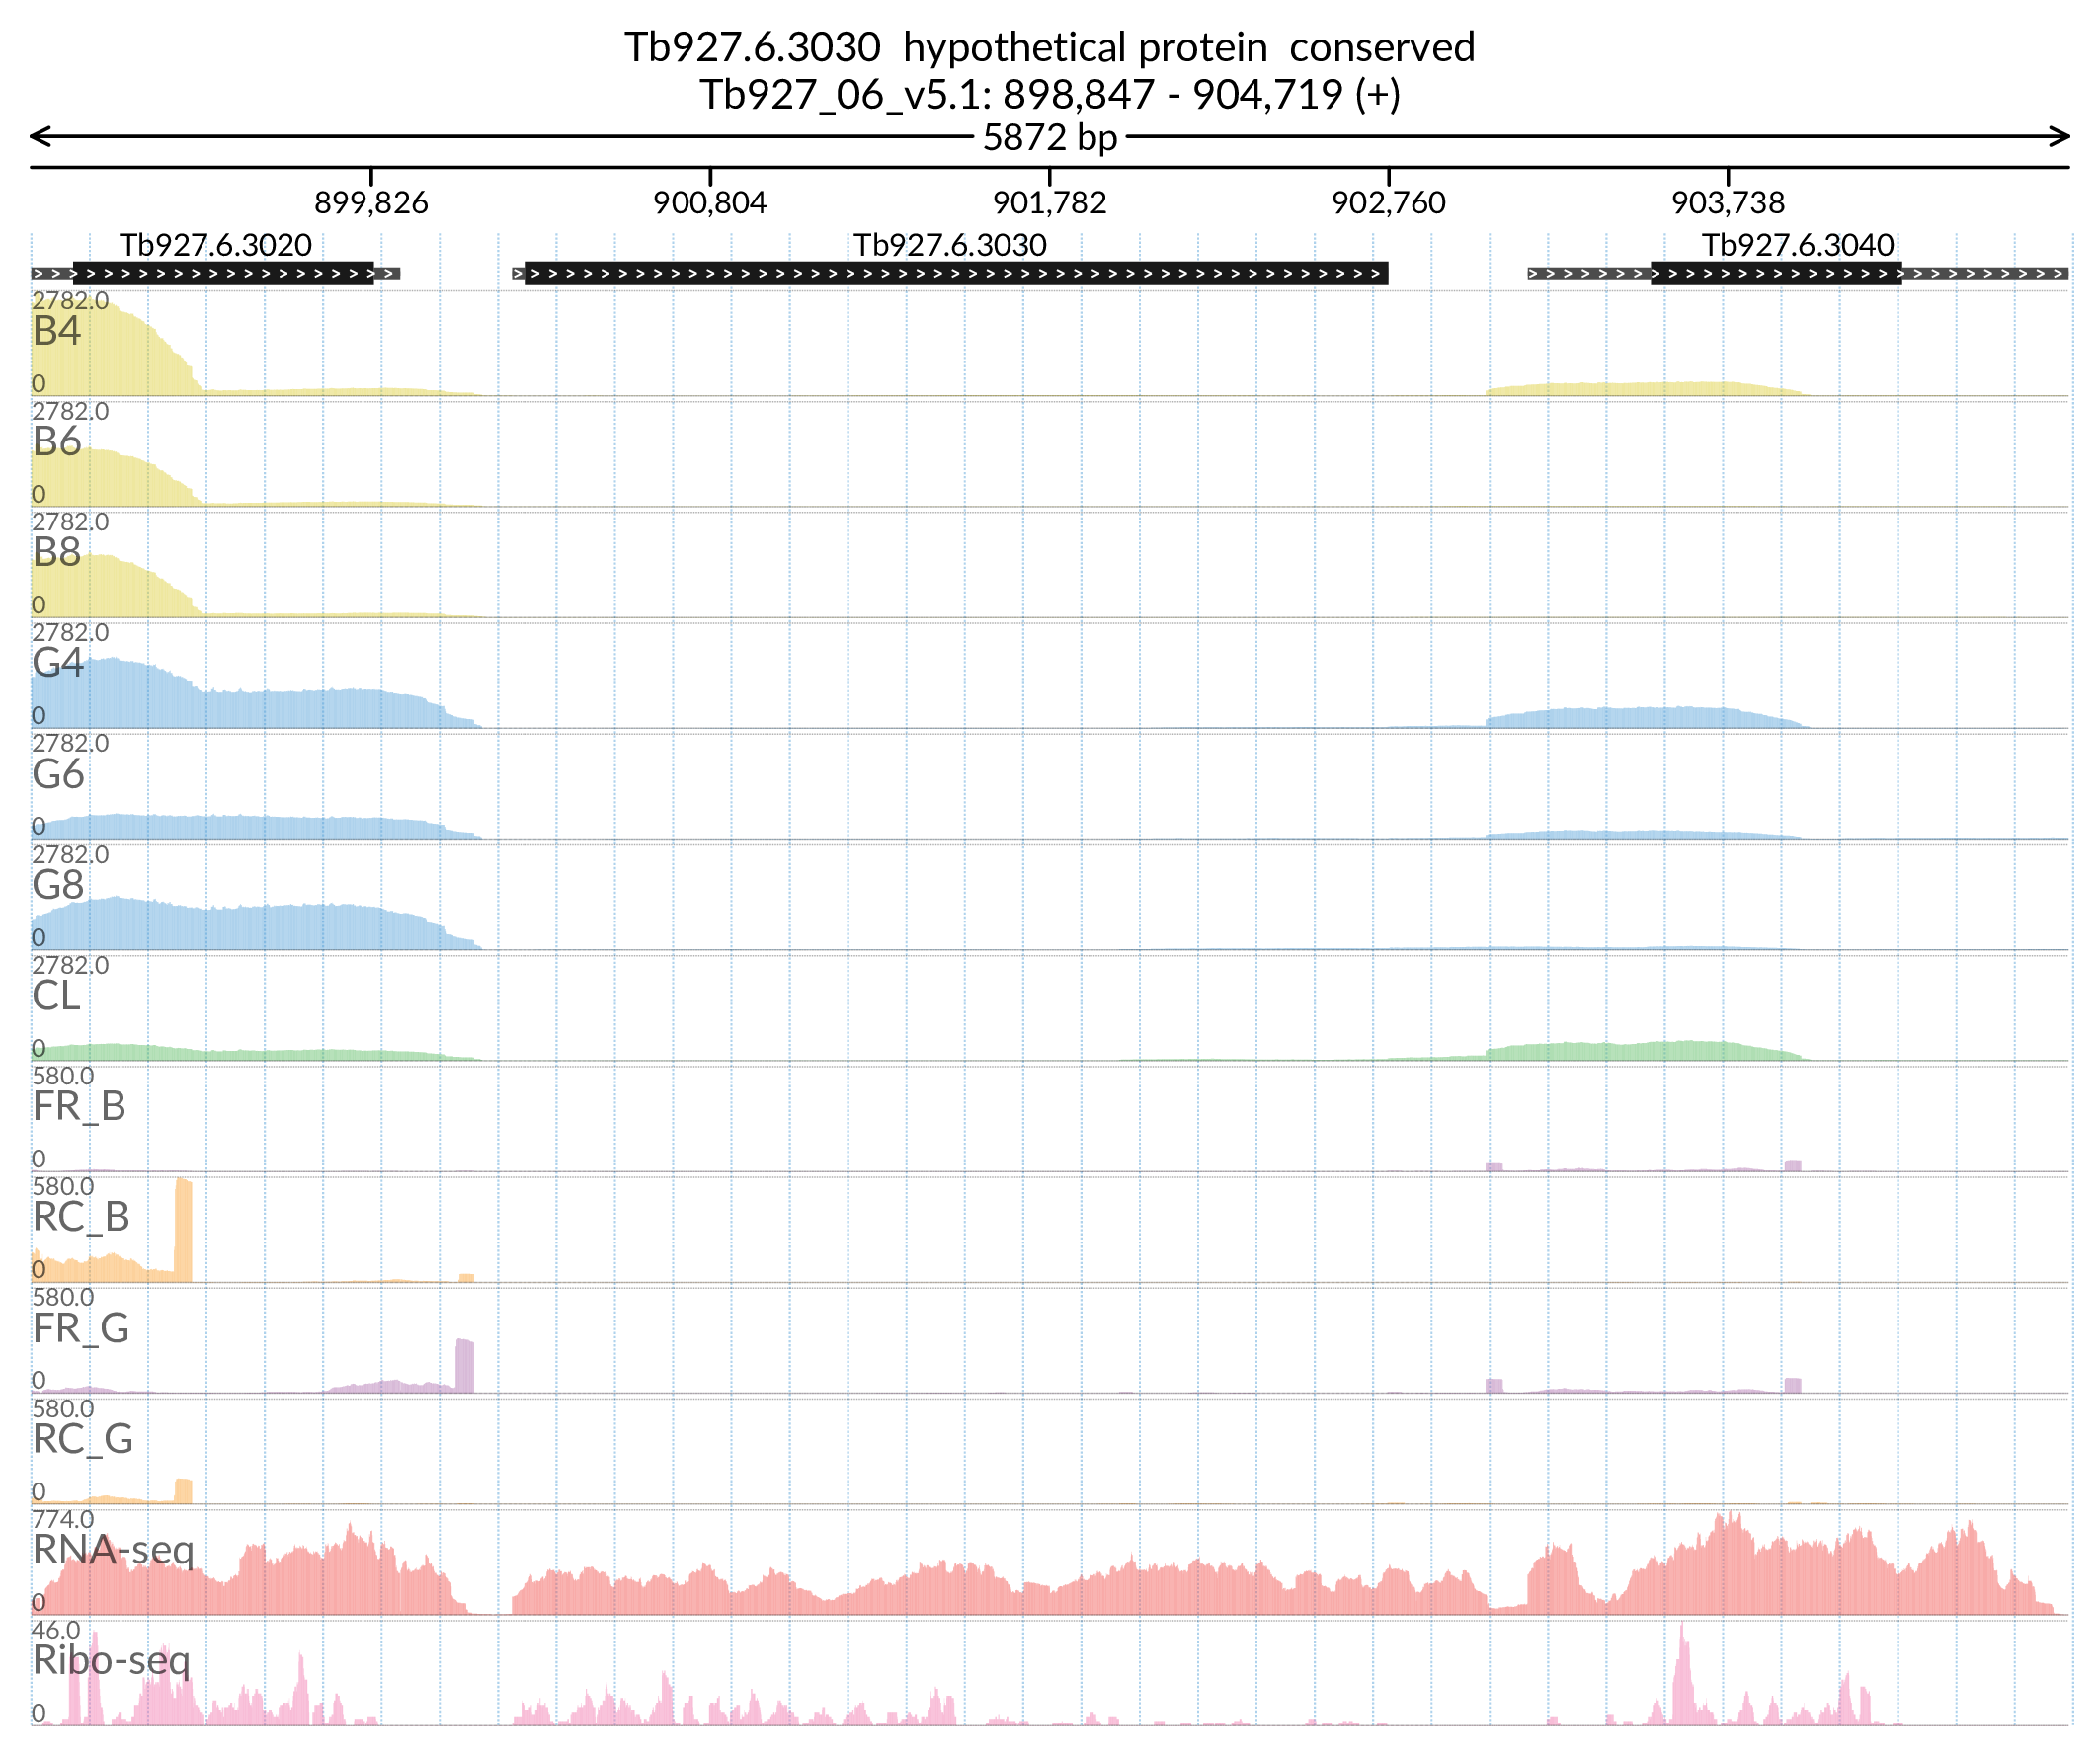 Tb927.6.3030  hypothetical protein  conserved
Tb927_06_v5.1: 898,847 - 904,719 (+)
5872 bp
899,826 900,804 901,782 902,760 903,738
Tb927.6.3020 Tb927.6.3030 Tb927.6.3040
2782.0
B4
0
2782.0
B6
0
2782.0
B8
0
2782.0
G4
0
2782.0
G6
0
2782.0
G8
0
2782.0
CL
0
580.0
FR_B
0
580.0
RC_B
0
580.0
FR_G
0
580.0
RC_G
0
774.0
RNA-seq
0
46.0
Ribo-seq
0